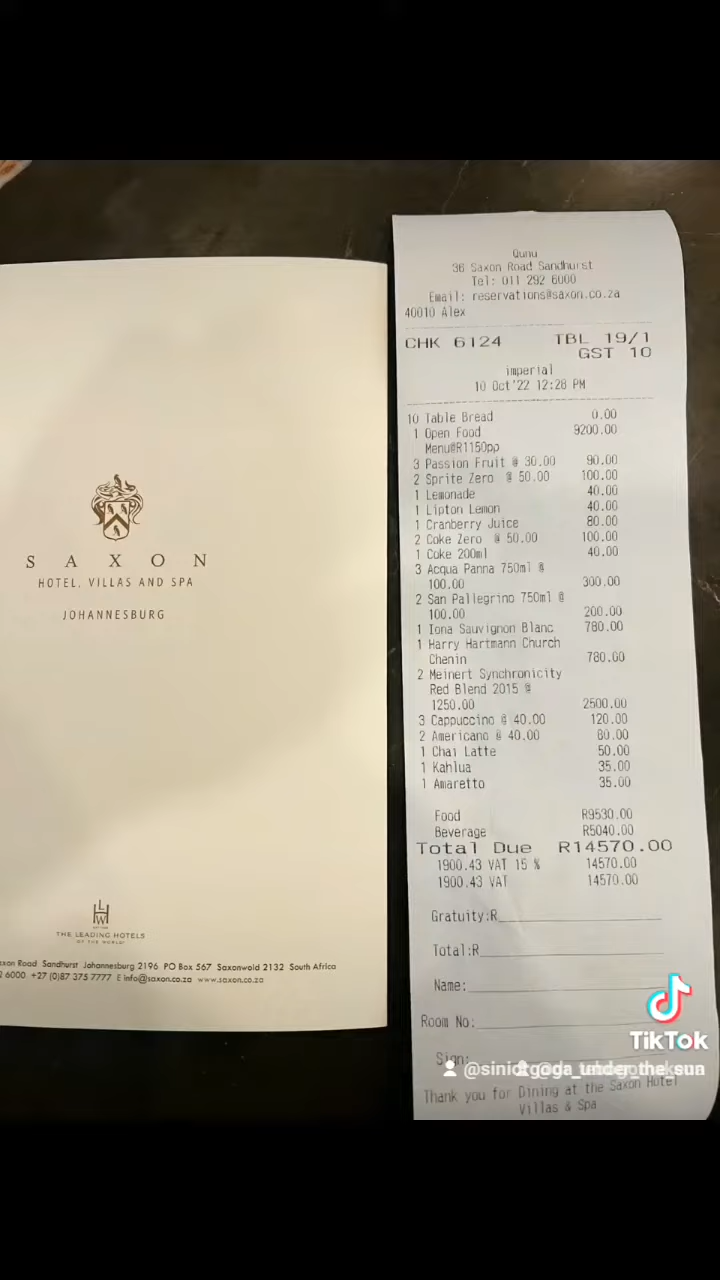 SAXON
HOTEL, VILLAS AND SPA
JOHANNESBURG
LHW
THE LEADING HOTELS
OF THE WORLD
axon Road Sandhurst Johannesburg 2196 PO Box 567 Saxonwold 2132 South Africa
2 6000 +27 (0)87 375 7777 E info@saxon.co.za www.saxon.co.za
Qunu
36 Saxon Road Sandhurst
Tel: 011 292 6000
Email: reservations@saxon.co.za
40010 Alex
CHK 6124 TBL 19/1
GST 10
imperial
10 Oct'22 12:28 PM
10 Table Bread 0.00
1 Open Food 9200.00
Menu@R1150pp
3 Passion Fruit @ 30.00 90.00
2 Sprite Zero @ 50.00 100.00
1 Lemonade 40.00
1 Lipton Lemon 40.00
1 Cranberry Juice 80.00
2 Coke Zero @ 50.00 100.00
1 Coke 200ml 40.00
3 Acqua Panna 750ml @
100.00 300.00
2 San Pallegrino 750ml @
100.00 200.00
1 Iona Sauvignon Blanc 780.00
1 Harry Hartmann Church
Chenin 780.00
2 Meinert Synchronicity
Red Blend 2015 @
1250.00 2500.00
3 Cappuccino @ 40.00 120.00
2 Americano @ 40.00 80.00
1 Chai Latte 50.00
1 Kahlua 35.00
1 Amaretto 35.00
Food R9530.00
Beverage R5040.00
Total Due R14570.00
1900.43 VAT 15 % 14570.00
1900.43 VAT 14570.00
Gratuity:R
Total:R
Name:
Room No:
Sign:
TikTok
Thank you for Dining at the Saxon Hotel
Villas & Spa